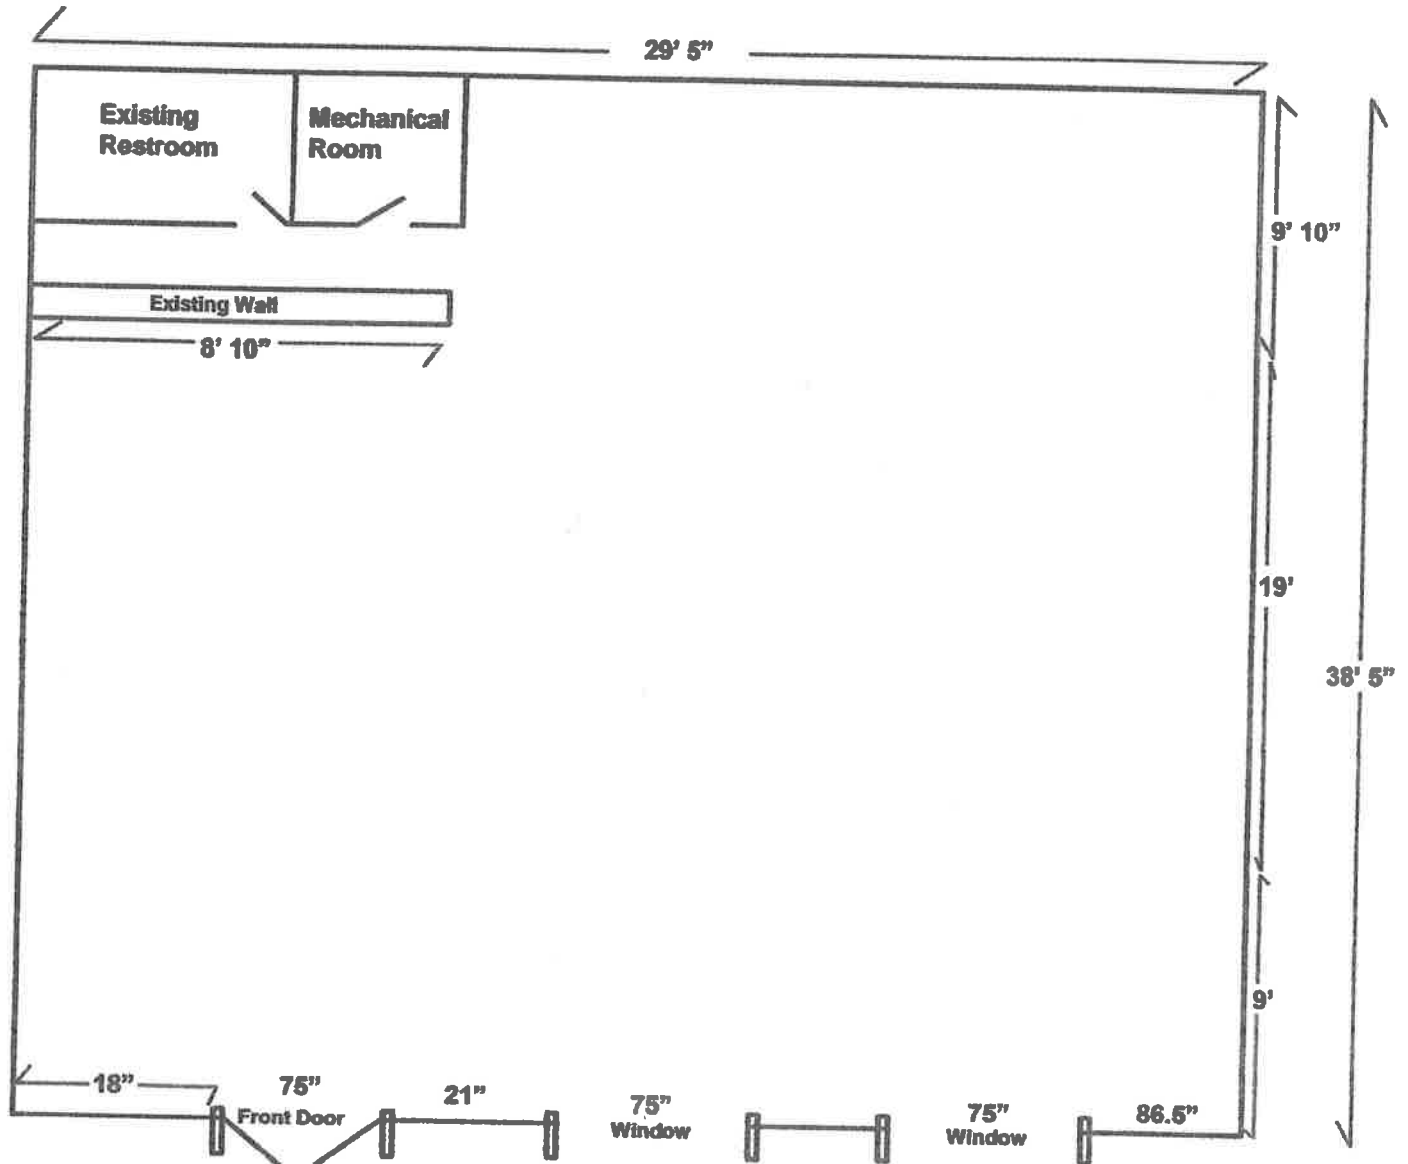 29' 5”
Existing
Restroom
Mechanical
Room
9' 10”
Existing Wall
8' 10”
19'
38' 5”
9'
18”
75”
Front Door
21”
75”
Window
75”
Window
86.5”